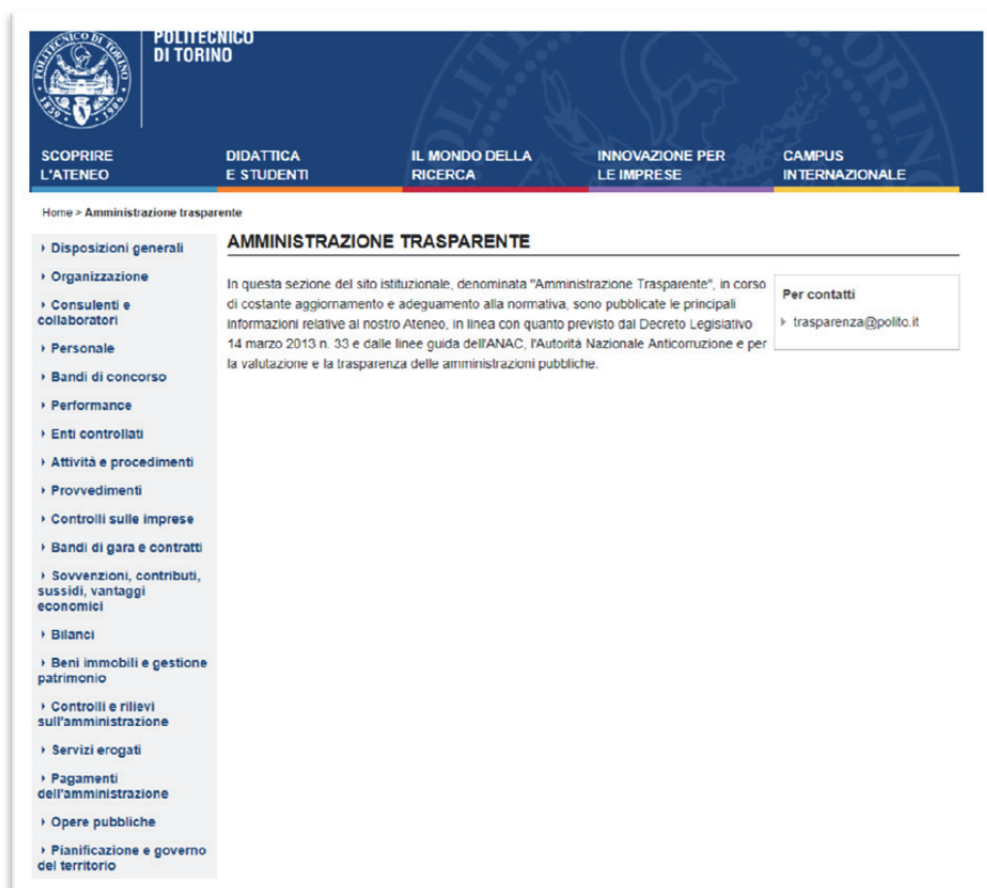 POLITECNICO
DI TORINO
POLITECNICO DI TORINO
1859
1906
SCOPRIRE
L'ATENEO
DIDATTICA
E STUDENTI
IL MONDO DELLA
RICERCA
INNOVAZIONE PER
LE IMPRESE
CAMPUS
INTERNAZIONALE
Home > Amministrazione trasparente
Disposizioni generali
Organizzazione
Consulenti e
collaboratori
Personale
Bandi di concorso
Performance
Enti controllati
Attività e procedimenti
Provvedimenti
Controlli sulle imprese
Bandi di gara e contratti
Sovvenzioni, contributi,
sussidi, vantaggi
economici
Bilanci
Beni immobili e gestione
patrimonio
Controlli e rilievi
sull'amministrazione
Servizi erogati
Pagamenti
dell'amministrazione
Opere pubbliche
Pianificazione e governo
del territorio
AMMINISTRAZIONE TRASPARENTE
In questa sezione del sito istituzionale, denominata "Amministrazione Trasparente", in corso
di costante aggiornamento e adeguamento alla normativa, sono pubblicate le principali
informazioni relative al nostro Ateneo, in linea con quanto previsto dal Decreto Legislativo
14 marzo 2013 n. 33 e dalle linee guida dell'ANAC, l'Autorità Nazionale Anticorruzione e per
la valutazione e la trasparenza delle amministrazioni pubbliche.
Per contatti
trasparenza@polito.it